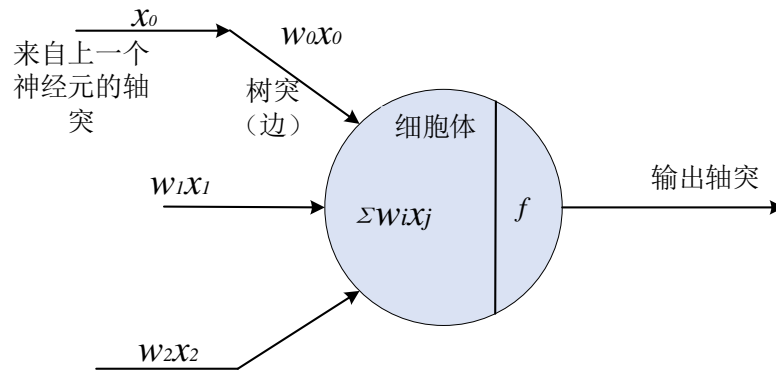 x0
来自上一个
神经元的轴
突
w0x0
树突
（边）
细胞体
w1x1
Σwixj
f
输出轴突
w2x2